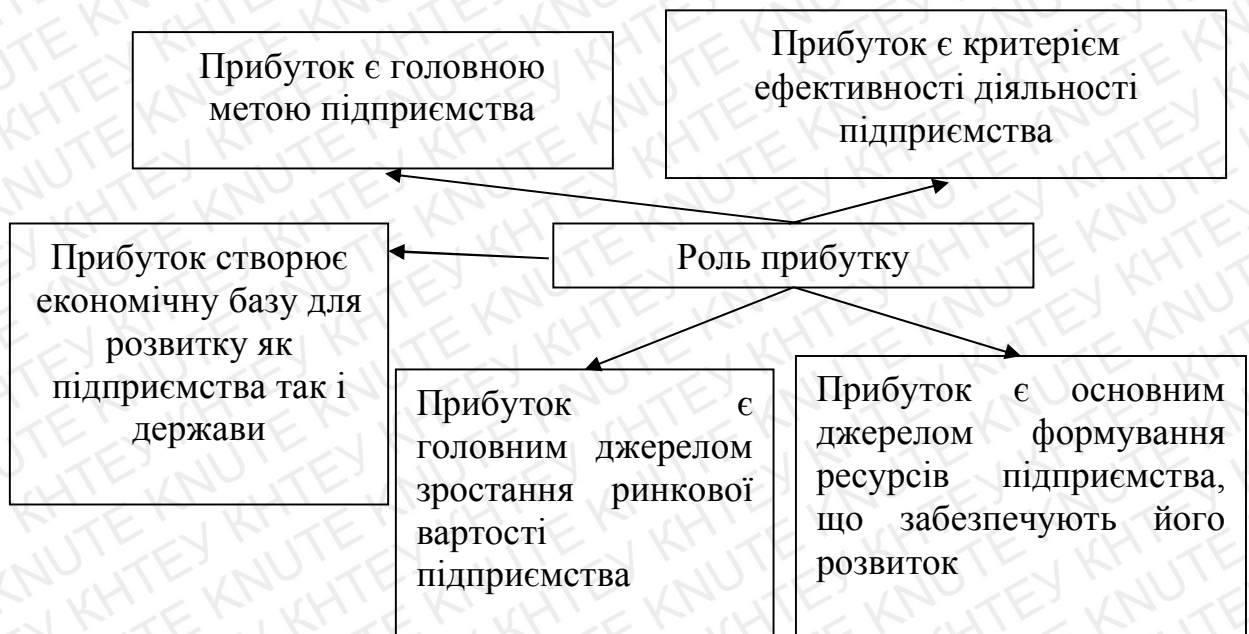 Прибуток є головною
метою підприємства
Прибуток є критерієм
ефективності діяльності
підприємства
Роль прибутку
Прибуток створює
економічну базу для
розвитку як
підприємства так і
держави
Прибуток є
головним джерелом
зростання ринкової
вартості
підприємства
Прибуток є основним
джерелом формування
ресурсів підприємства,
що забезпечують його
розвиток